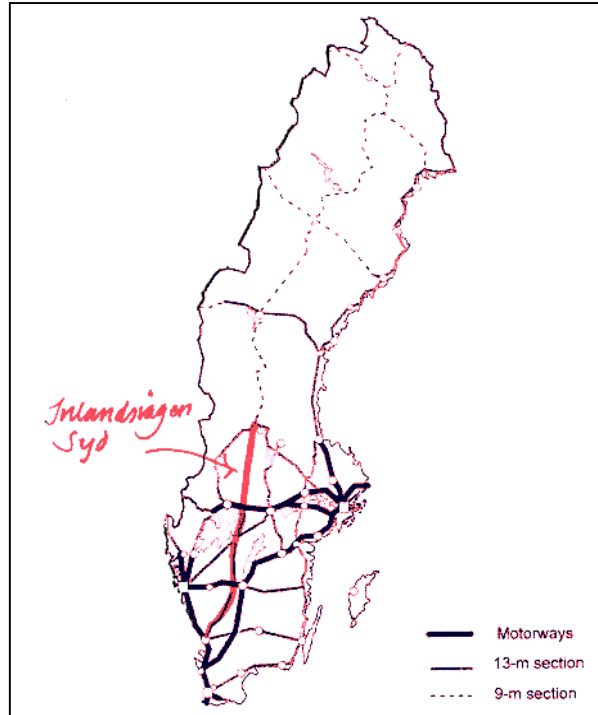 Inlandsvägen
Syd
Motorways
13-m section
9-m section